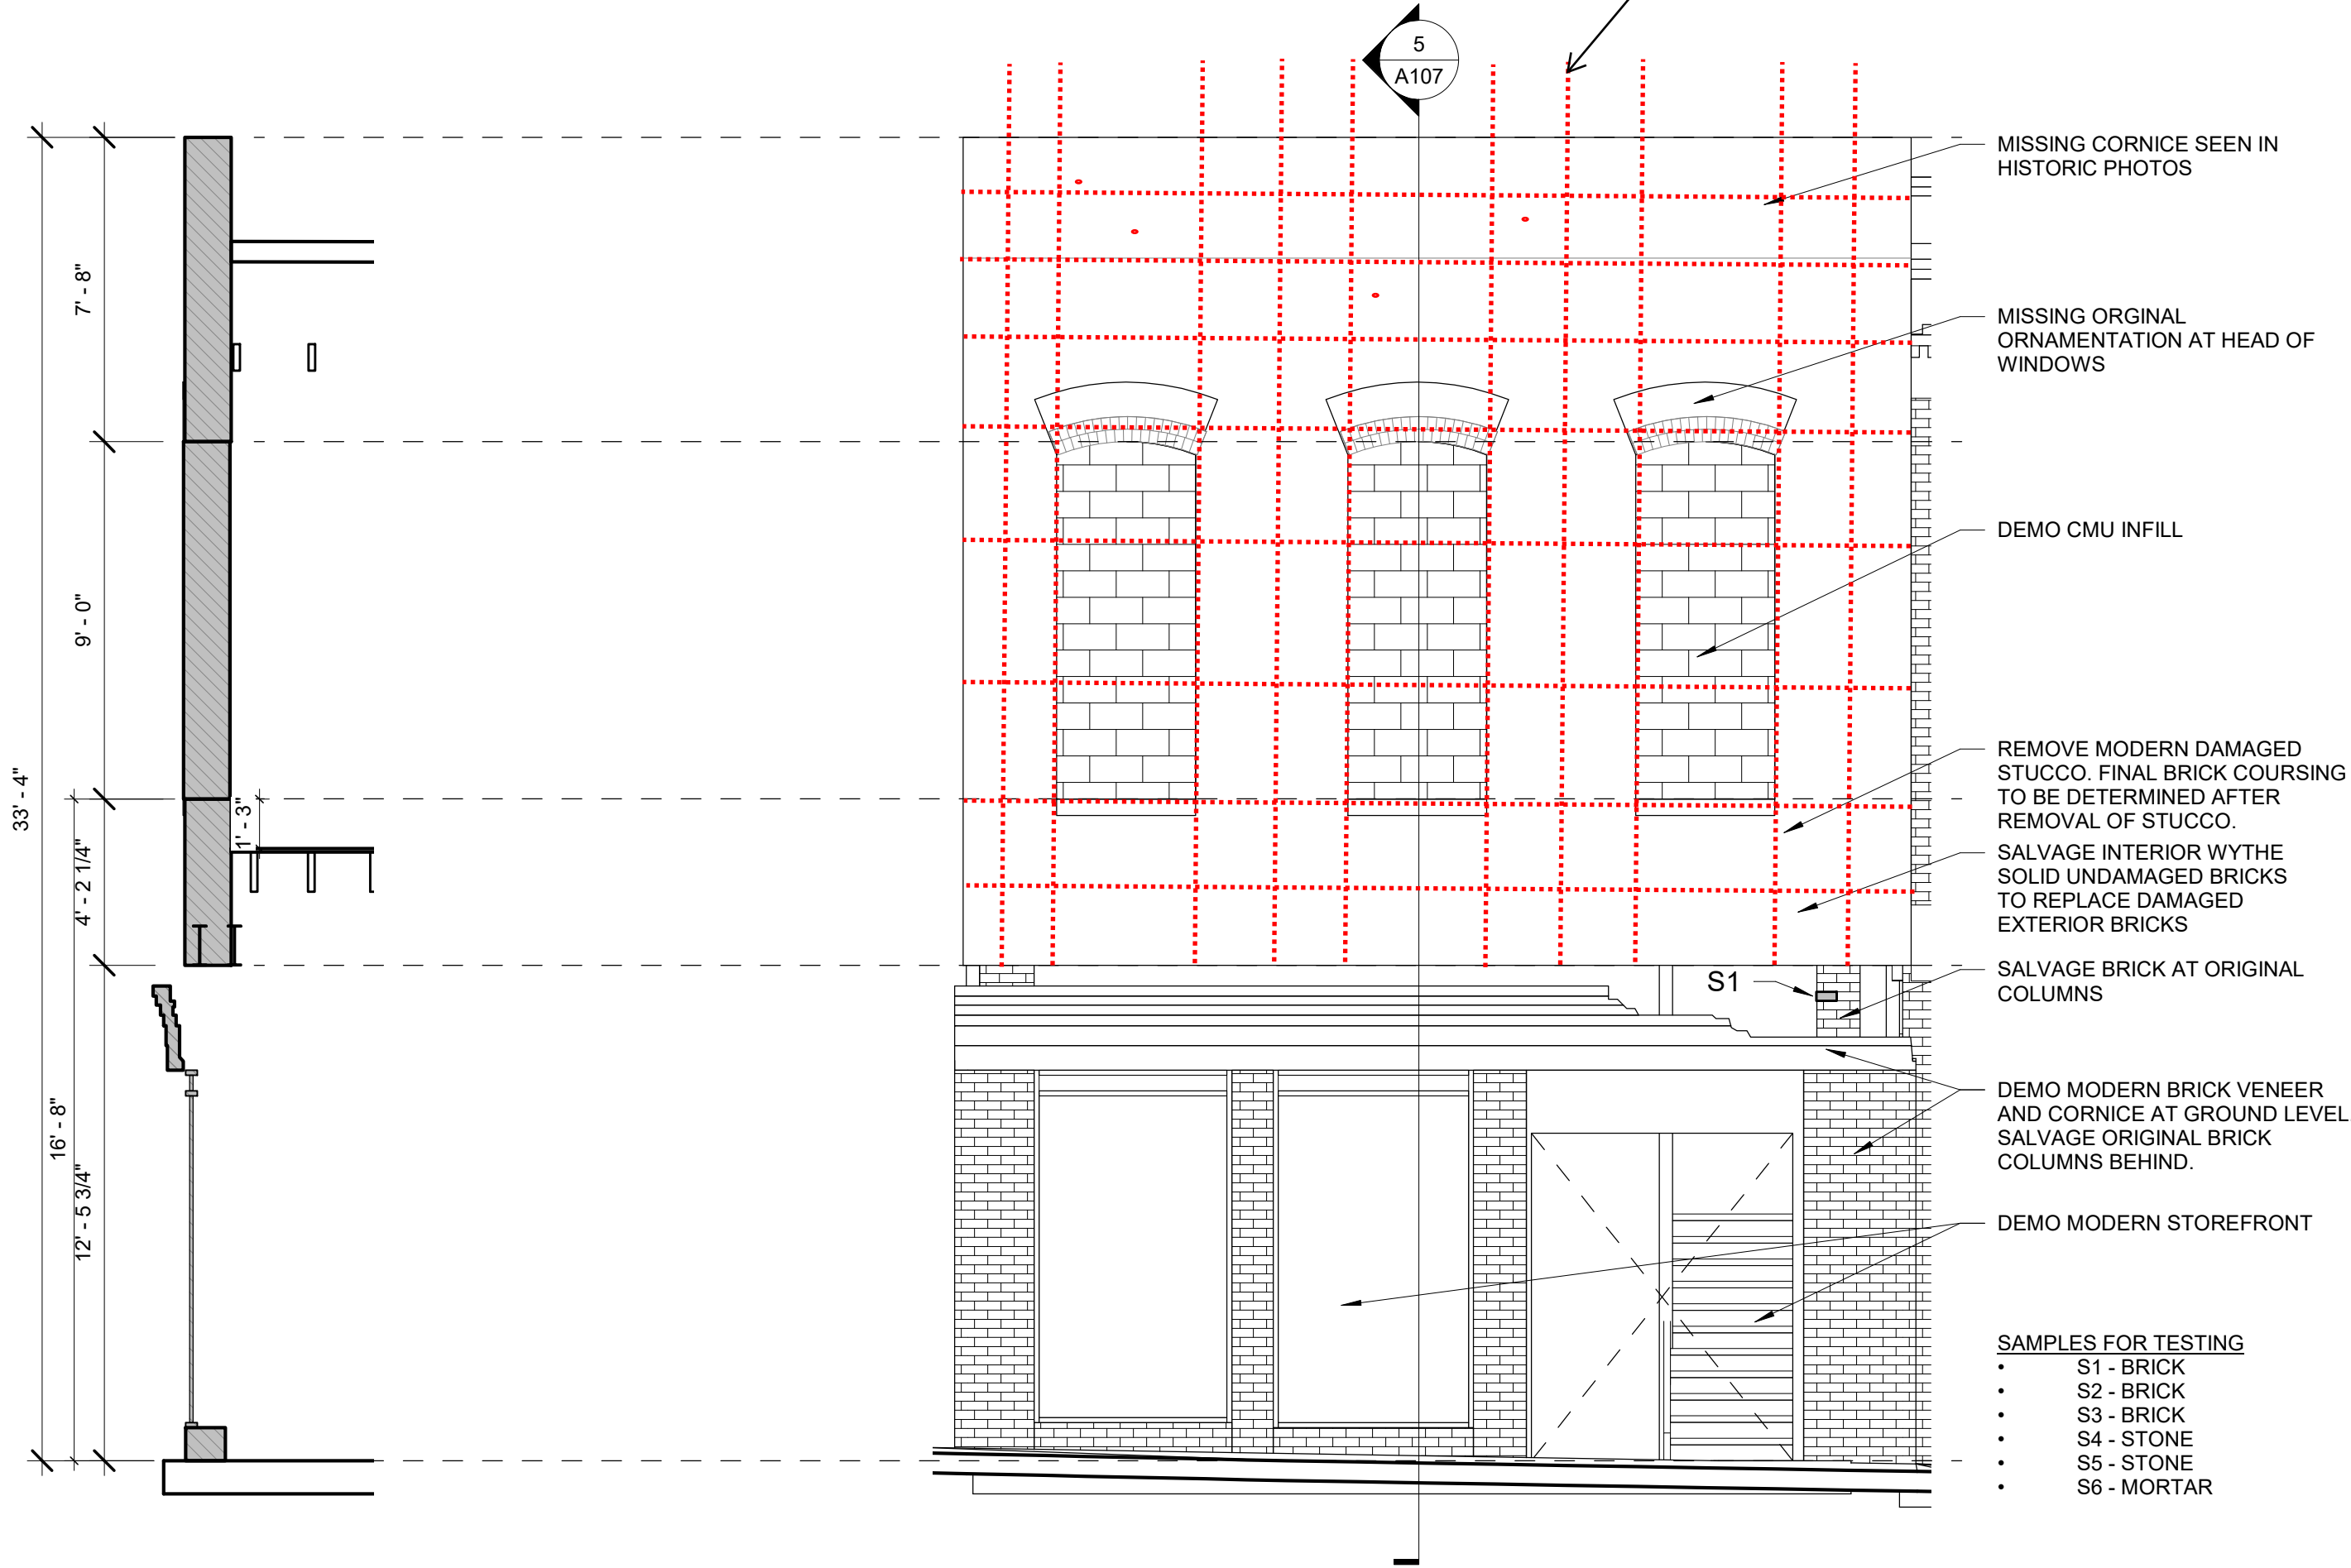 5
A107
33' - 4"
7' - 8"
9' - 0"
4' - 2 1/4"
1' - 3"
16' - 8"
12' - 5 3/4"
MISSING CORNICE SEEN IN
HISTORIC PHOTOS
MISSING ORGINAL
ORNAMENTATION AT HEAD OF
WINDOWS
DEMO CMU INFILL
REMOVE MODERN DAMAGED
STUCCO. FINAL BRICK COURSING
TO BE DETERMINED AFTER
REMOVAL OF STUCCO.
SALVAGE INTERIOR WYTHE
SOLID UNDAMAGED BRICKS
TO REPLACE DAMAGED
EXTERIOR BRICKS
S1
SALVAGE BRICK AT ORIGINAL
COLUMNS
DEMO MODERN BRICK VENEER
AND CORNICE AT GROUND LEVEL
SALVAGE ORIGINAL BRICK
COLUMNS BEHIND.
DEMO MODERN STOREFRONT
SAMPLES FOR TESTING
• S1 - BRICK
• S2 - BRICK
• S3 - BRICK
• S4 - STONE
• S5 - STONE
• S6 - MORTAR